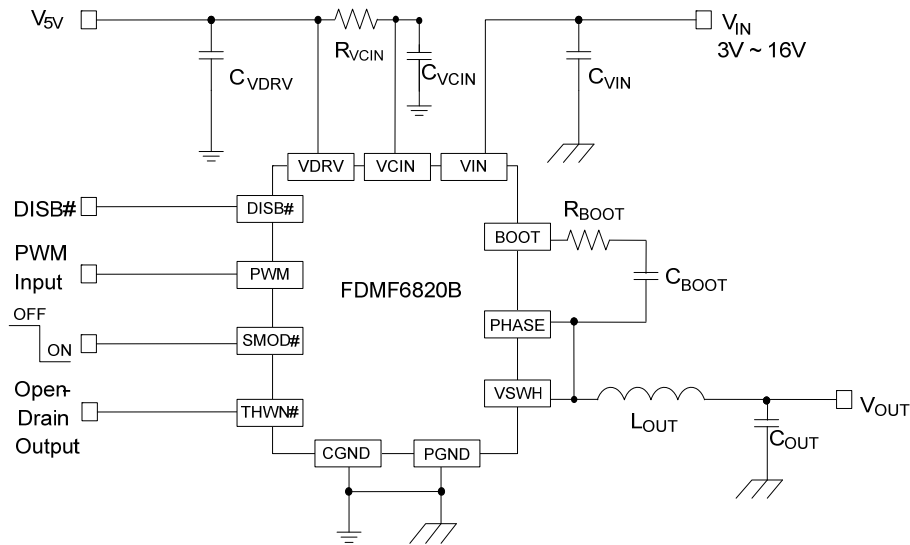 V5V
RVCIN
CVCIN
CVDRV
VIN
3V ~ 16V
CVIN
VDRV
VCIN
VIN
DISB#
DISB#
PWM
Input
PWM
OFF
ON
SMOD#
Open-
Drain
Output
THWN#
FDMF6820B
BOOT
RBOOT
CBOOT
PHASE
VSWH
LOUT
VOUT
COUT
CGND
PGND